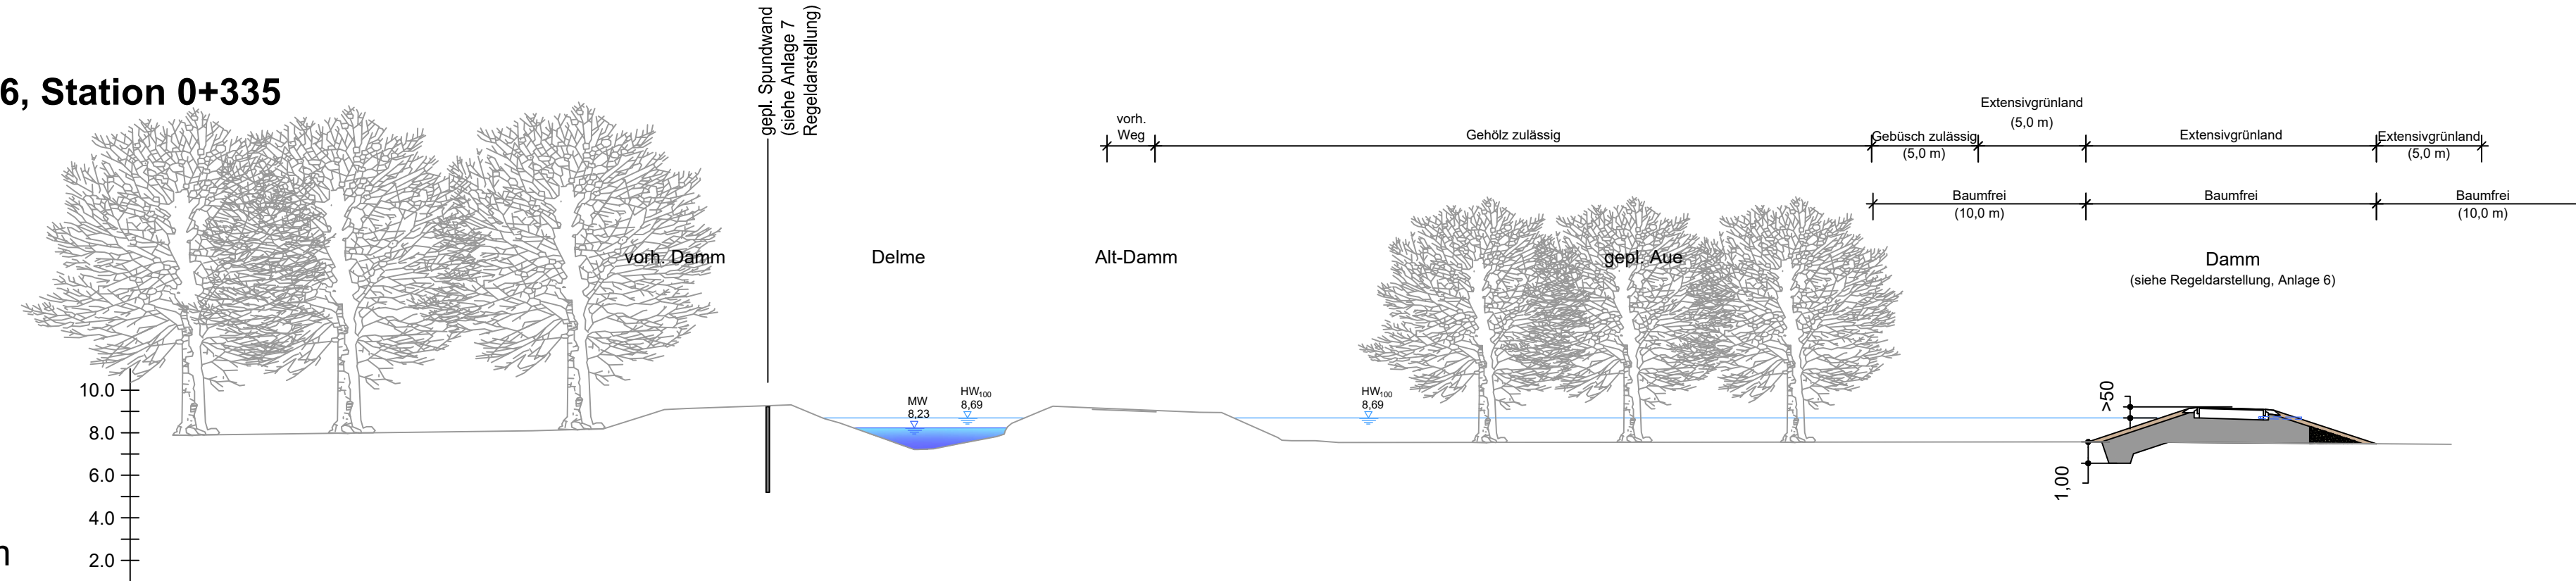 6, Station 0+335
gepl. Spundwand
(siehe Anlage 7
Regeldarstellung)
vorh.
Weg
Gehölz zulässig
Gebüsch zulässig
(5,0 m)
Extensivgrünland
(5,0 m)
Extensivgrünland
Extensivgrünland
(5,0 m)
Baumfrei
(10,0 m)
Baumfrei
Baumfrei
(10,0 m)
vorh. Damm
Delme
Alt-Damm
gepl. Aue
Damm
(siehe Regeldarstellung, Anlage 6)
MW
8,23
HW100
8,69
HW100
8,69
>50
1,00
10.0
8.0
6.0
4.0
2.0